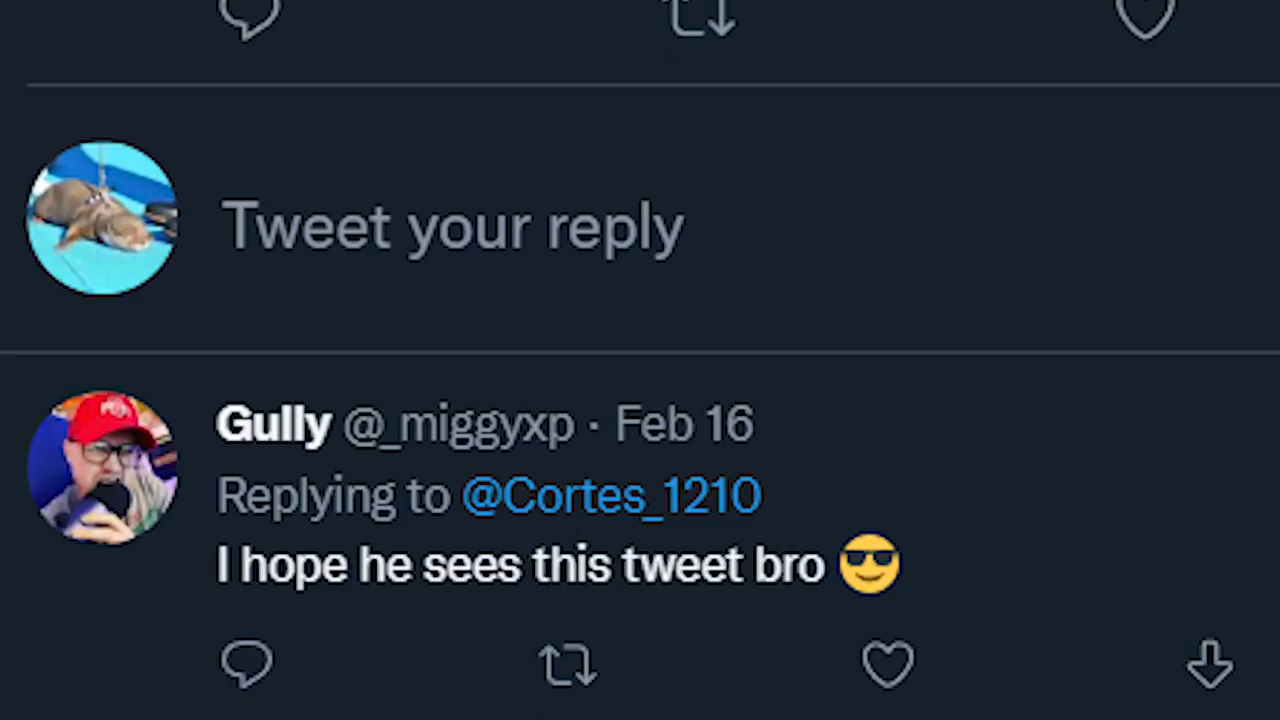 Tweet your reply
Gully @_miggyxp · Feb 16
Replying to @Cortes_1210
I hope he sees this tweet bro 😎